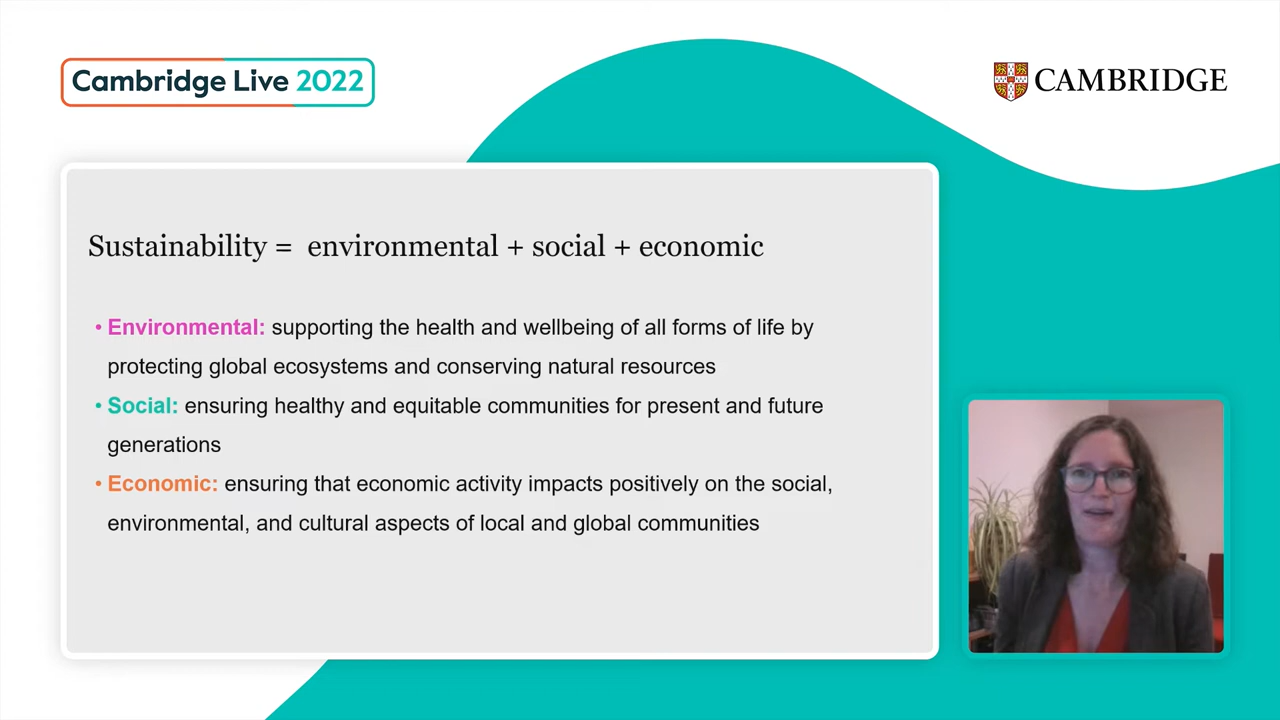 Cambridge Live 2022
CAMBRIDGE
Sustainability = environmental + social + economic
• Environmental: supporting the health and wellbeing of all forms of life by
protecting global ecosystems and conserving natural resources
• Social: ensuring healthy and equitable communities for present and future
generations
• Economic: ensuring that economic activity impacts positively on the social,
environmental, and cultural aspects of local and global communities